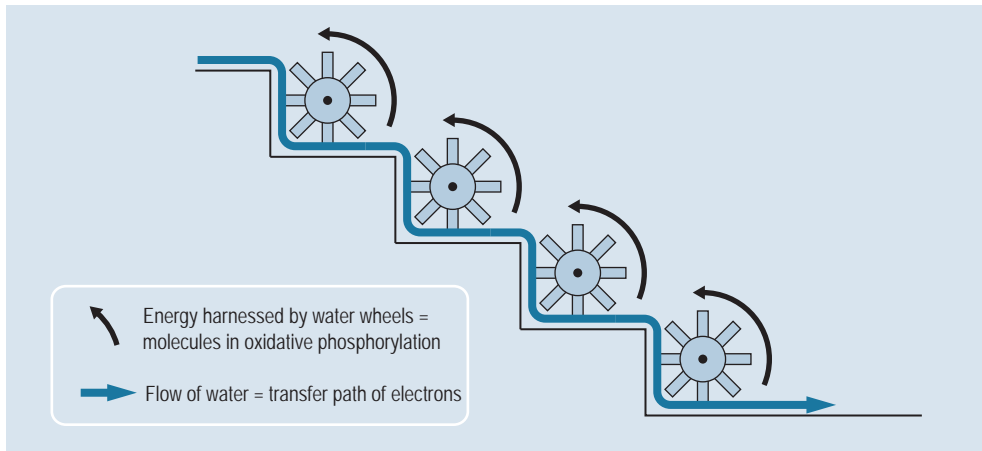 Energy harnessed by water wheels =
molecules in oxidative phosphorylation
Flow of water = transfer path of electrons